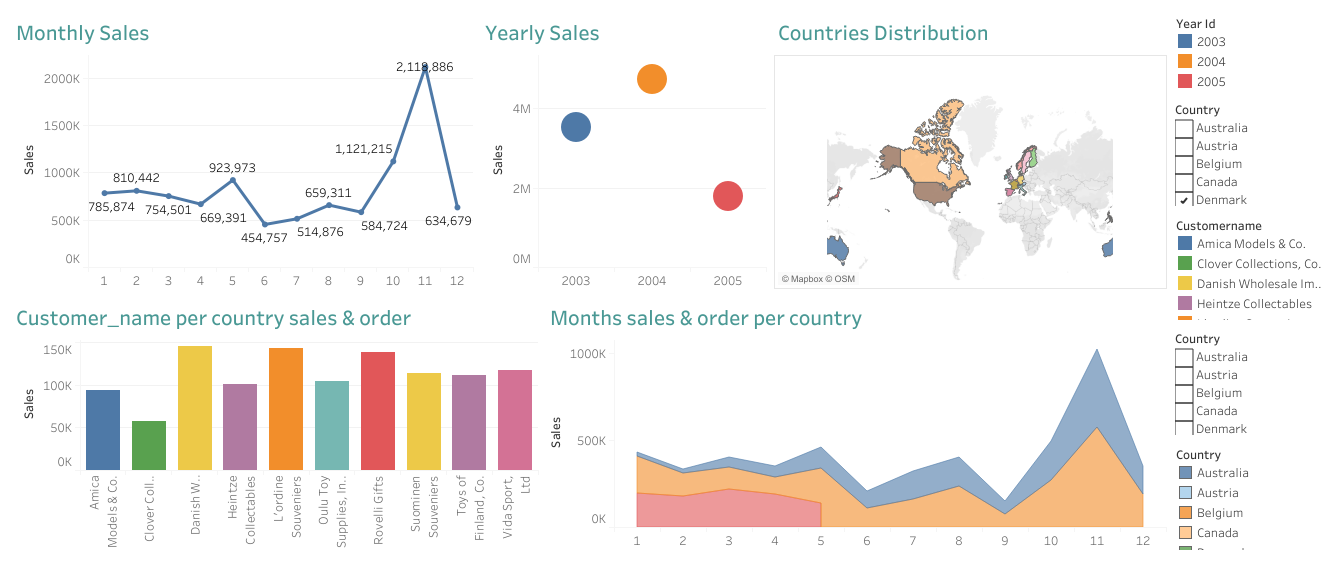 Monthly Sales
Sales
2000K
1500K
1000K
500K
0K
785,874
810,442
754,501
669,391
923,973
454,757
514,876
659,311
584,724
1,121,215
634,679
1 2 3 4 5 6 7 8 9 10 11 12
Yearly Sales
Sales
4M
2M
0M
2003 2004 2005
Countries Distribution
© Mapbox © OSM
Year Id
2003
2004
2005
Country
Australia
Austria
Belgium
Canada
Denmark
Customername
Amica Models & Co.
Clover Collections, Co.
Danish Wholesale Im..
Heintze Collectables
Customer_name per country sales & order
Sales
150K
100K
50K
0K
Amica
Models & Co.
Clover Coll..
Danish W..
Heintze
Collectables
L'ordine
Souveniers
Oulu Toy
Supplies, In..
Rovelli Gifts
Suominen
Souveniers
Toys of
Finland, Co.
Vida Sport,
Ltd
Months sales & order per country
Sales
1000K
500K
0K
1 2 3 4 5 6 7 8 9 10 11 12
Country
Australia
Austria
Belgium
Canada
Denmark
Country
Australia
Austria
Belgium
Canada